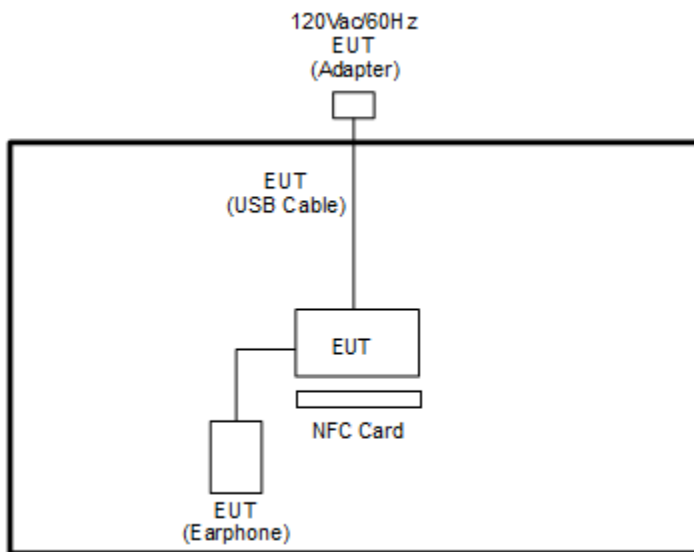 120Vac/60Hz
EUT
(Adapter)
EUT
(USB Cable)
EUT
NFC Card
EUT
(Earphone)